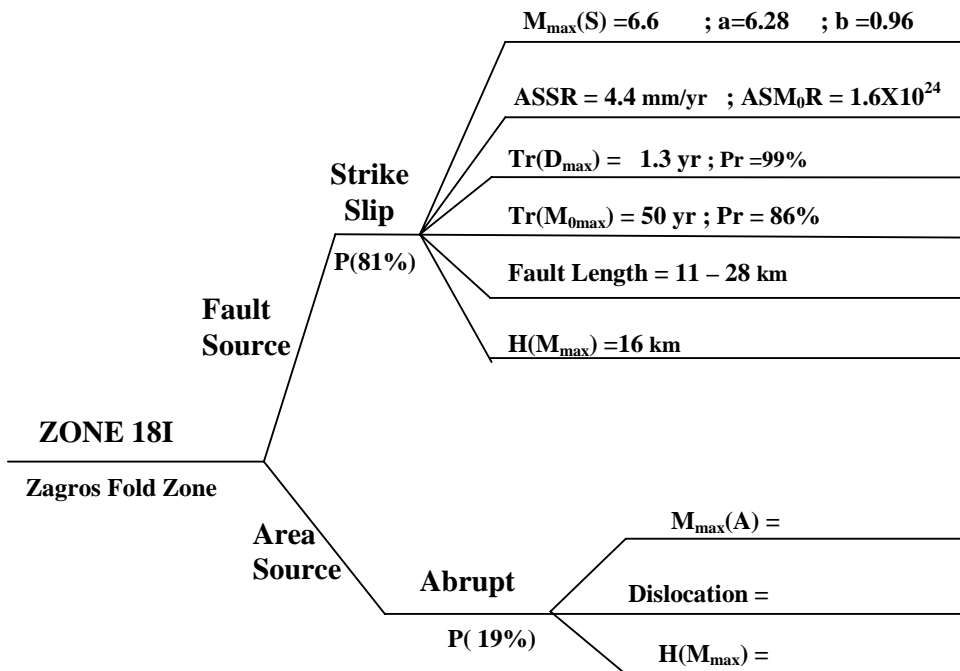 Mmax(S) =6.6 ; a=6.28 ; b =0.96
ASSR = 4.4 mm/yr ; ASM0R = 1.6X10^24
Tr(Dmax) = 1.3 yr ; Pr =99%
Strike
Slip
Tr(M0max) = 50 yr ; Pr = 86%
P(81%)
Fault Length = 11 – 28 km
Fault
Source
H(Mmax) =16 km
ZONE 18I
Zagros Fold Zone
Area
Source
Mmax(A) =
Abrupt
Dislocation =
P( 19%)
H(Mmax) =